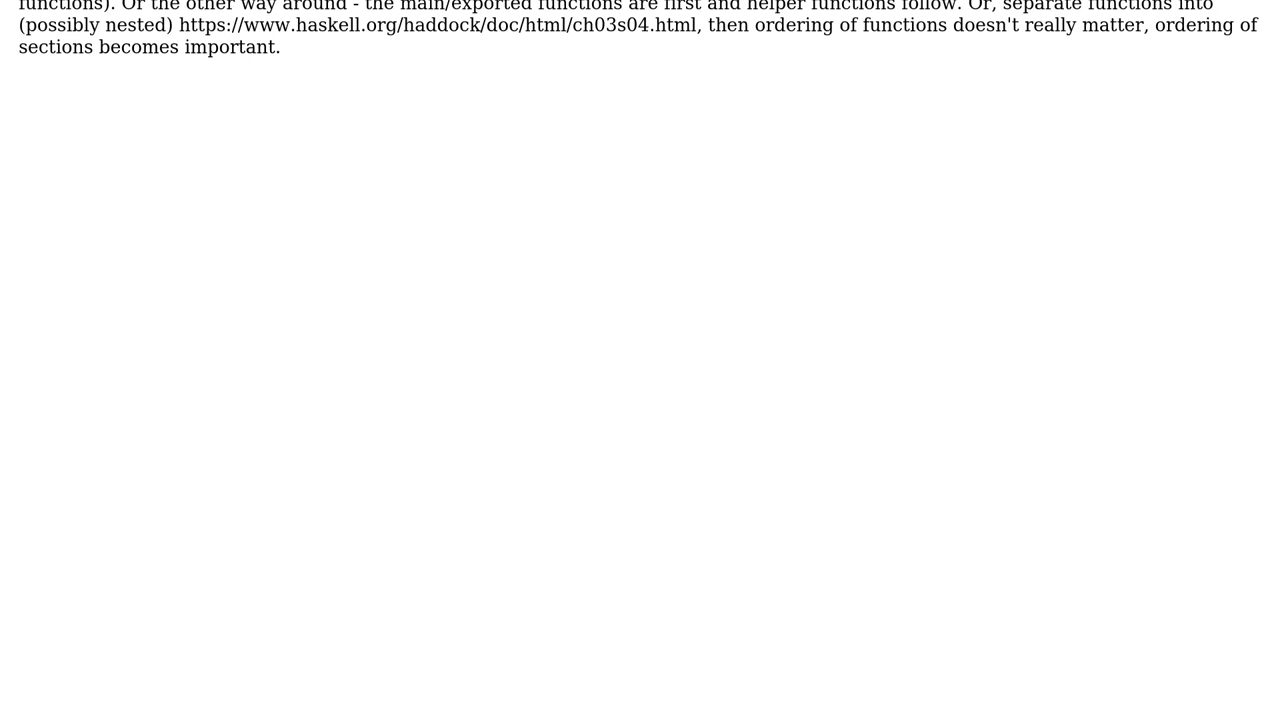 functions). Or the other way around - the main/exported functions are first and helper functions follow. Or, separate functions into
(possibly nested) https://www.haskell.org/haddock/doc/html/ch03s04.html, then ordering of functions doesn't really matter, ordering of
sections becomes important.